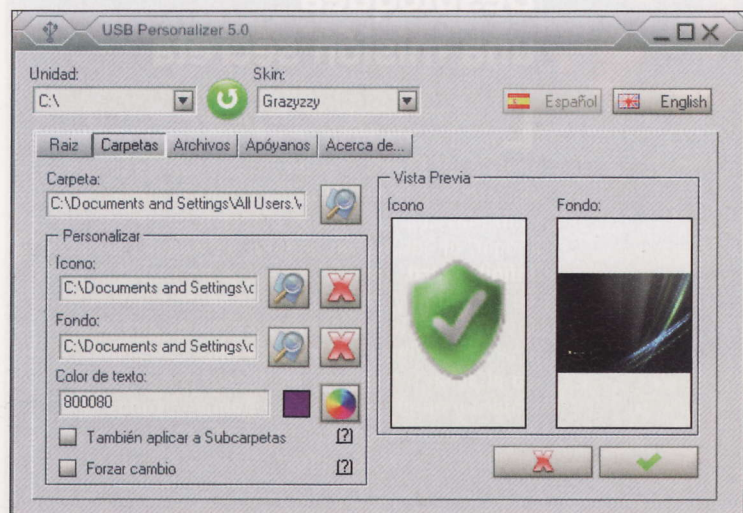 USB Personalizer 5.0
Unidad:
Skin:
C:\
Grazyzzy
Español
English
Raiz
Carpetas
Archivos
Apóyanos
Acerca de...
Carpeta:
C:\Documents and Settings\All Users.\
Personalizar
Ícono:
C:\Documents and Settings\c
Fondo:
C:\Documents and Settings\c
Color de texto:
800080
También aplicar a Subcarpetas
[?]
Forzar cambio
[?]
Vista Previa
Ícono
Fondo: